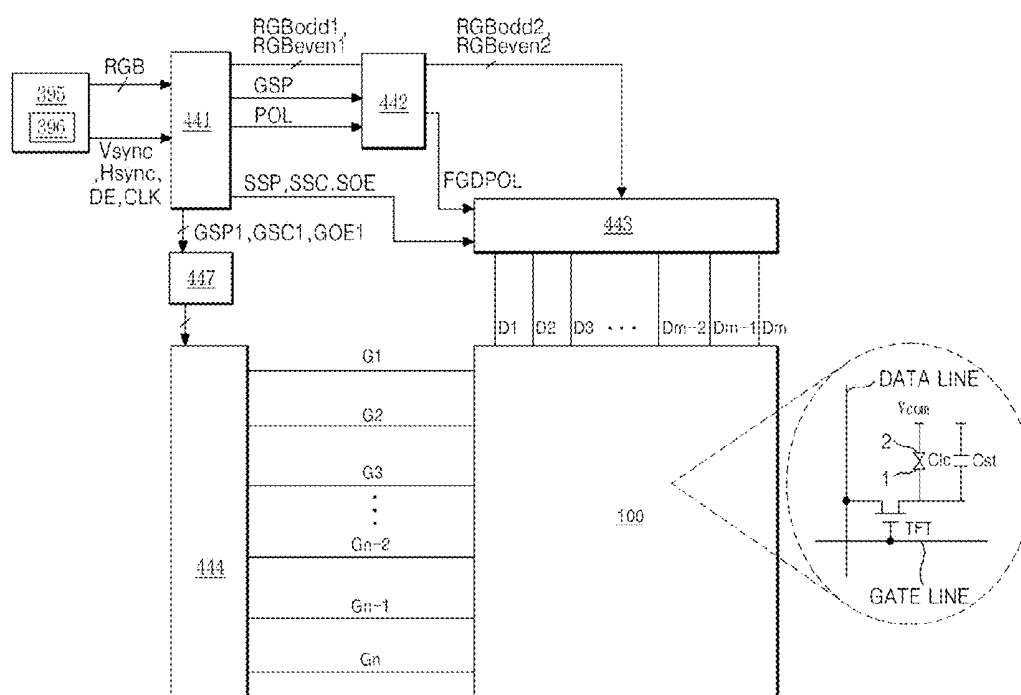 RGBodd1,
RGBeven1
RGBodd2,
RGBeven2
RGB
395
396
441
GSP
POL
442
Vsync
,Hsync,
DE,CLK
SSP,SSC.SOE
FGDPOL
443
GSP1,GSC1,GOE1
447
D1 D2 D3 ··· Dm-2 Dm-1 Dm
G1
G2
G3
Gn-2
Gn-1
Gn
444
100
DATA LINE
Vcom
2
Clc
Cst
1
TFT
GATE LINE